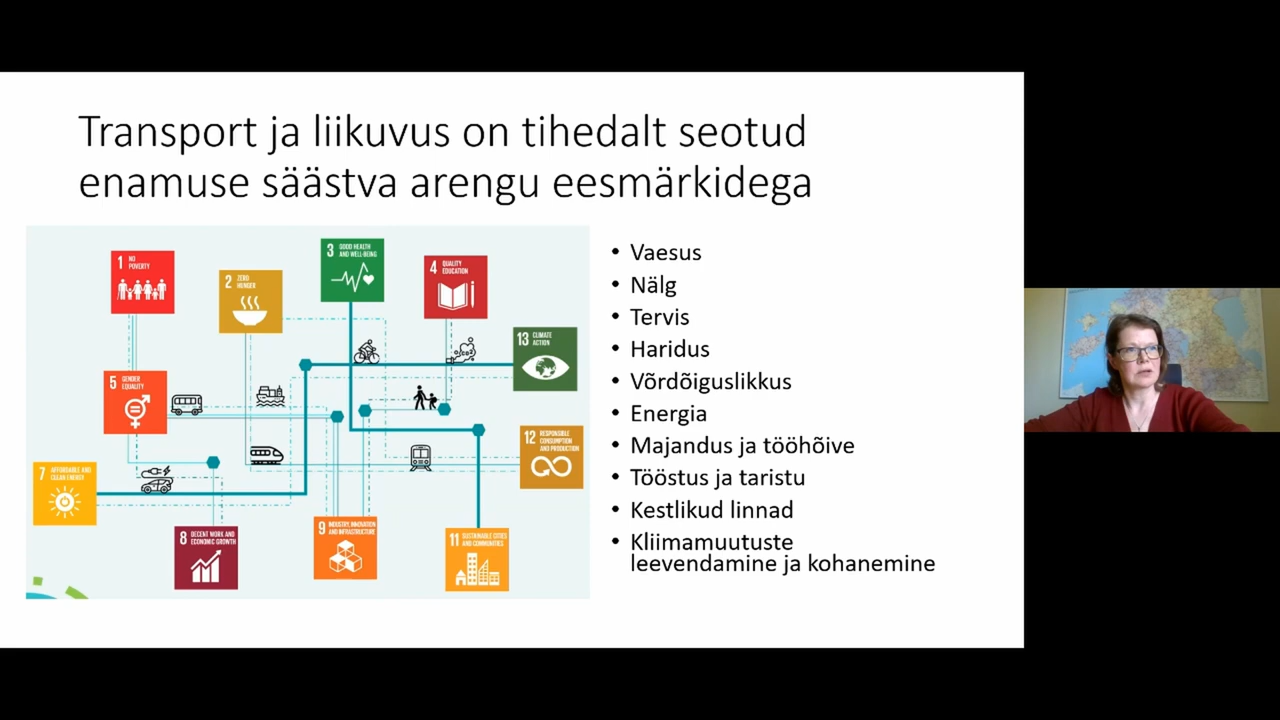 Transport ja liikuvus on tihedalt seotud
enamuse säästva arengu eesmärkidega
1 NO
POVERTY
2 ZERO
HUNGER
3 GOOD HEALTH
AND WELL-BEING
4 QUALITY
EDUCATION
13 CLIMATE
ACTION
5 GENDER
EQUALITY
CO2
12 RESPONSIBLE
CONSUMPTION
AND PRODUCTION
7 AFFORDABLE AND
CLEAN ENERGY
8 DECENT WORK AND
ECONOMIC GROWTH
9 INDUSTRY, INNOVATION
AND INFRASTRUCTURE
11 SUSTAINABLE CITIES
AND COMMUNITIES
• Vaesus
• Nälg
• Tervis
• Haridus
• Võrdõiguslikkus
• Energia
• Majandus ja tööhõive
• Tööstus ja taristu
• Kestlikud linnad
• Kliimamuutuste
leevendamine ja kohanemine